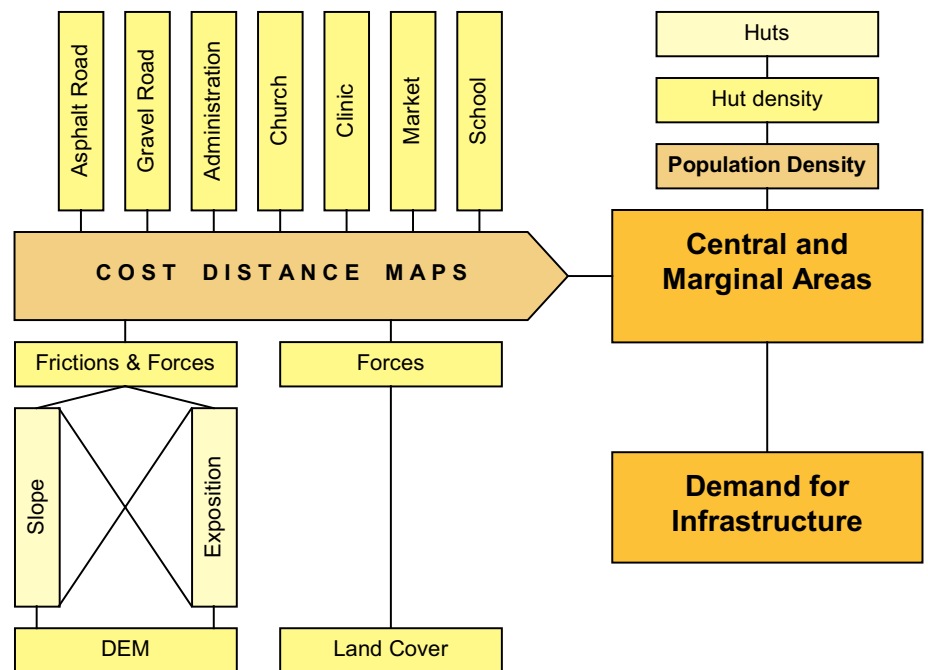 Asphalt Road
Gravel Road
Administration
Church
Clinic
Market
School
Huts
Hut density
Population Density
COST DISTANCE MAPS
Central and
Marginal Areas
Frictions & Forces
Forces
Slope
Exposition
Demand for
Infrastructure
DEM
Land Cover